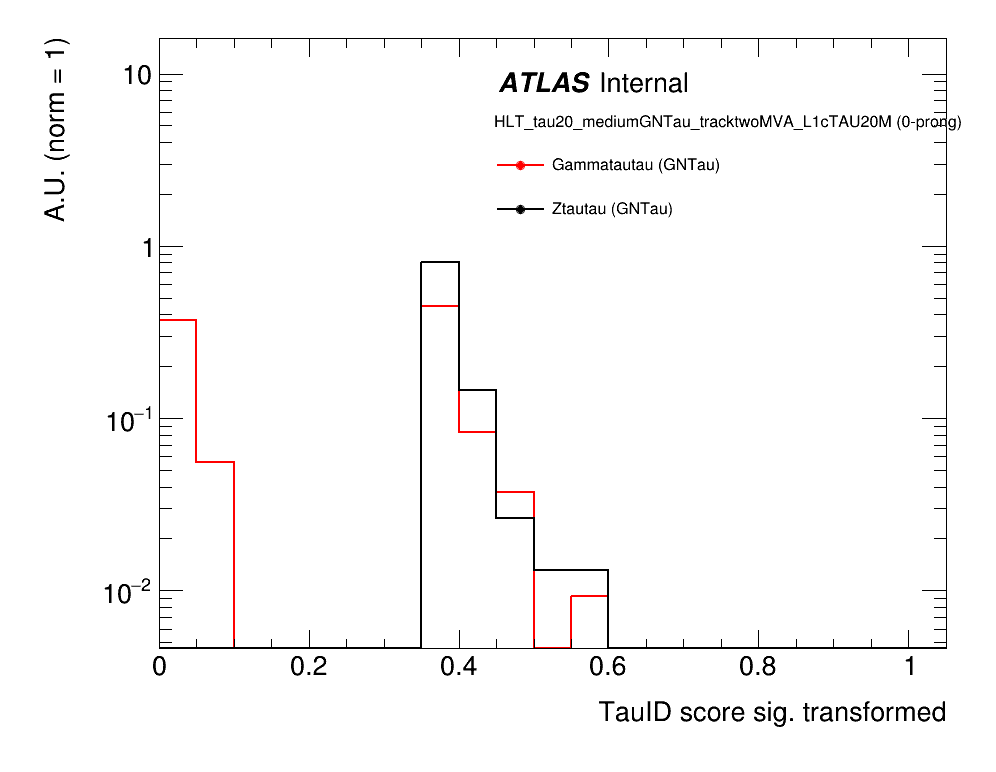 A.U. (norm = 1)
ATLAS Internal
HLT_tau20_mediumGNTau_tracktwoMVA_L1cTAU20M (0-prong)
Gammatautau (GNTau)
Ztautau (GNTau)
10
1
10⁻¹
10⁻²
0 0.2 0.4 0.6 0.8 1
TauID score sig. transformed